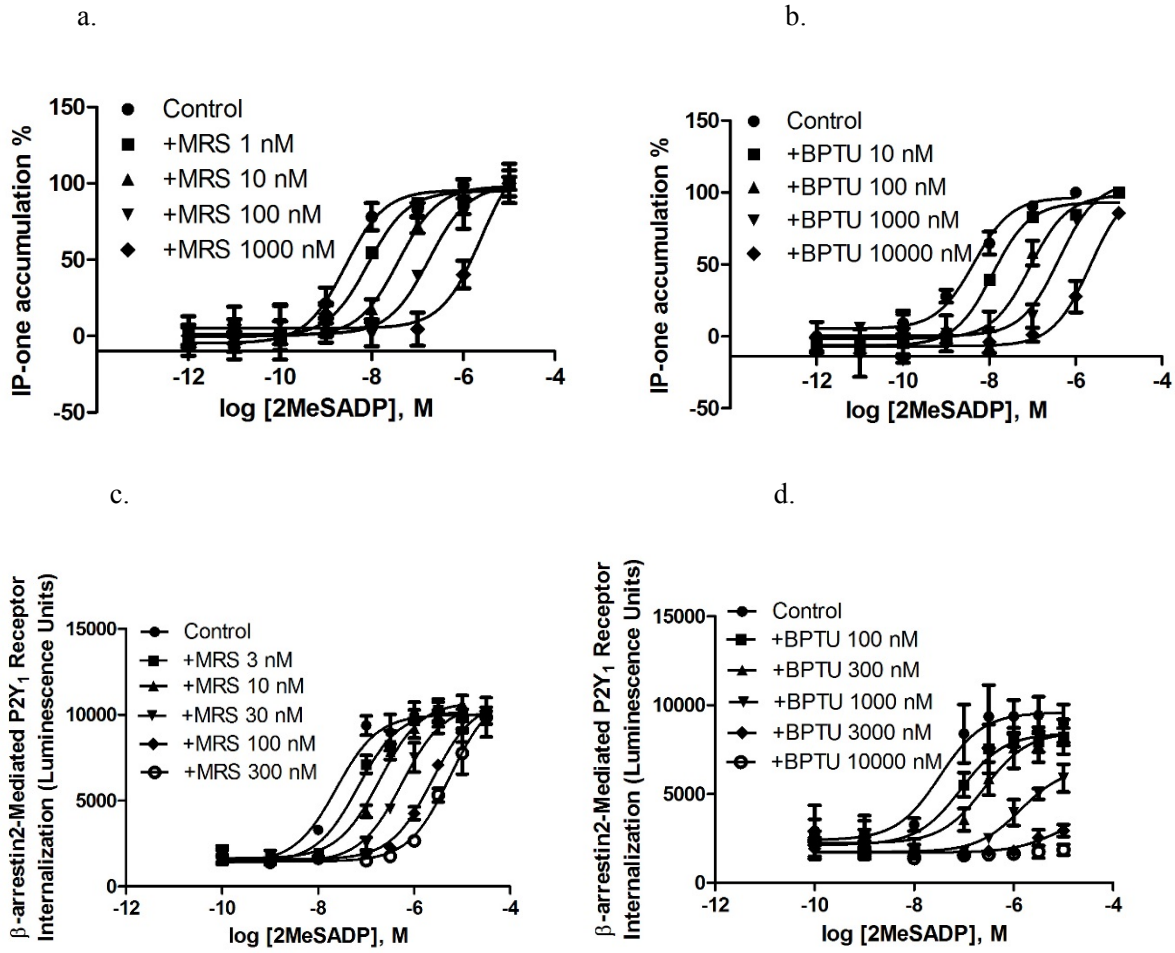 a.
IP-one accumulation %
150
100
50
0
-50
Control
+MRS 1 nM
+MRS 10 nM
+MRS 100 nM
+MRS 1000 nM
-12 -10 -8 -6 -4
log [2MeSADP], M
b.
IP-one accumulation %
150
100
50
0
-50
Control
+BPTU 10 nM
+BPTU 100 nM
+BPTU 1000 nM
+BPTU 10000 nM
-12 -10 -8 -6 -4
log [2MeSADP], M
c.
β-arrestin2-Mediated P2Y1 Receptor
Internalization (Luminescence Units)
15000
10000
5000
0
Control
+MRS 3 nM
+MRS 10 nM
+MRS 30 nM
+MRS 100 nM
+MRS 300 nM
-12 -10 -8 -6 -4
log [2MeSADP], M
d.
β-arrestin2-Mediated P2Y1 Receptor
Internalization (Luminescence Units)
15000
10000
5000
0
Control
+BPTU 100 nM
+BPTU 300 nM
+BPTU 1000 nM
+BPTU 3000 nM
+BPTU 10000 nM
-12 -10 -8 -6 -4
log [2MeSADP], M